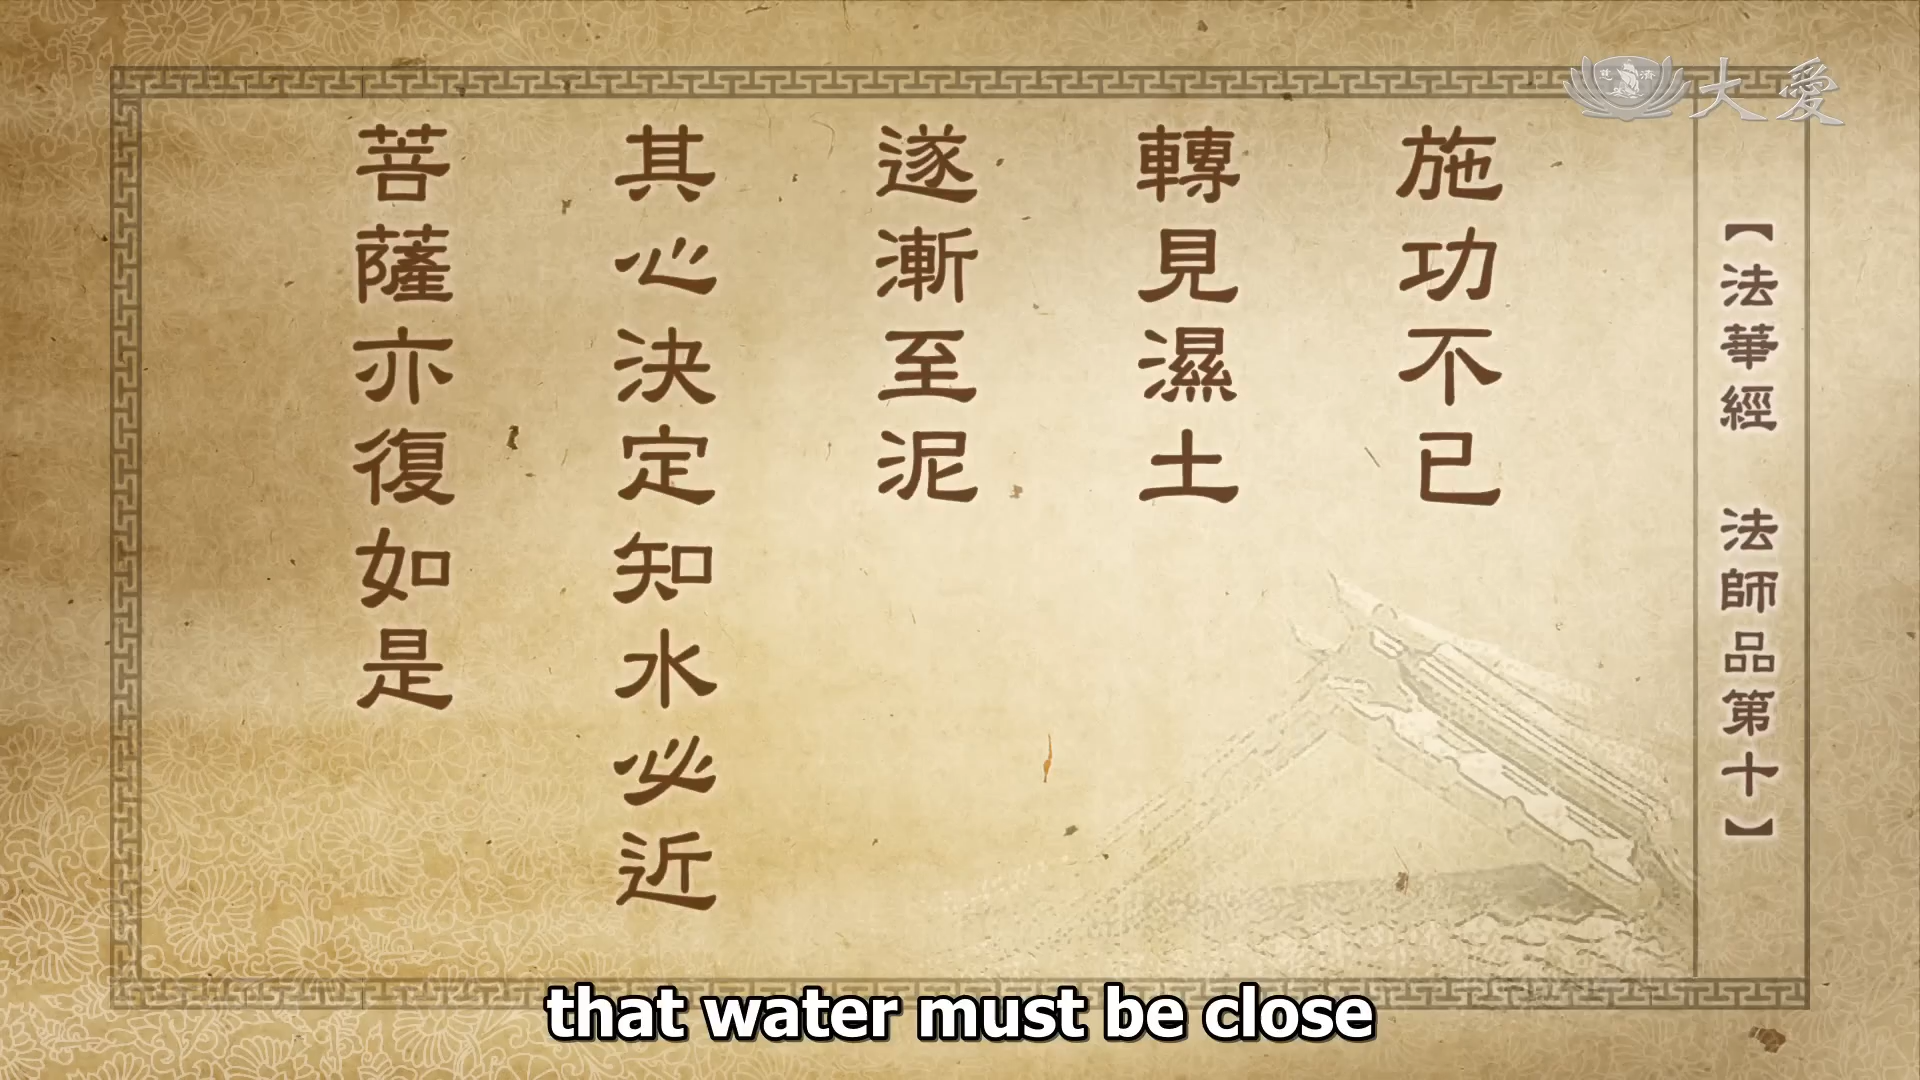 大愛
慈濟
【法華經 法師品第十】
施功不已
轉見濕土
遂漸至泥
其心決定知水必近
菩薩亦復如是
that water must be close